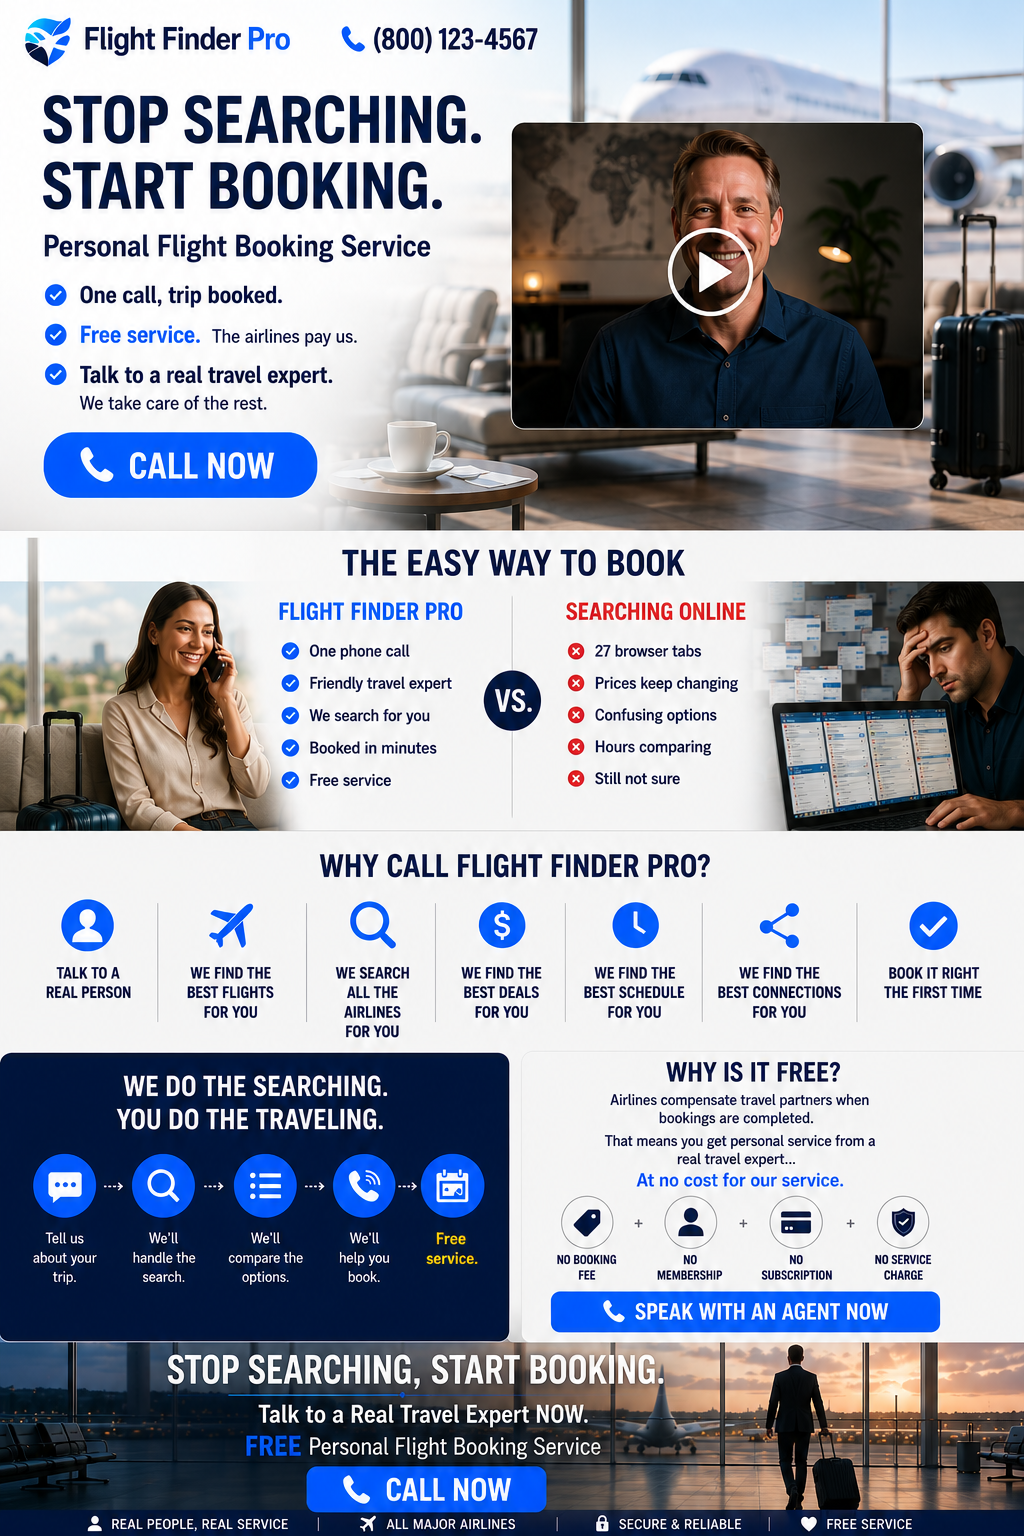 Flight Finder Pro
(800) 123-4567
STOP SEARCHING.
START BOOKING.
Personal Flight Booking Service
One call, trip booked.
Free service. The airlines pay us.
Talk to a real travel expert.
We take care of the rest.
CALL NOW
THE EASY WAY TO BOOK
FLIGHT FINDER PRO
One phone call
Friendly travel expert
We search for you
Booked in minutes
Free service
VS.
SEARCHING ONLINE
27 browser tabs
Prices keep changing
Confusing options
Hours comparing
Still not sure
WHY CALL FLIGHT FINDER PRO?
TALK TO A
REAL PERSON
WE FIND THE
BEST FLIGHTS
FOR YOU
WE SEARCH
ALL THE
AIRLINES
FOR YOU
$
WE FIND THE
BEST DEALS
FOR YOU
WE FIND THE
BEST SCHEDULE
FOR YOU
WE FIND THE
BEST CONNECTIONS
FOR YOU
BOOK IT RIGHT
THE FIRST TIME
WE DO THE SEARCHING.
YOU DO THE TRAVELING.
Tell us
about your
trip.
We'll
handle the
search.
We'll
compare the
options.
We'll
help you
book.
Free
service.
WHY IS IT FREE?
Airlines compensate travel partners when
bookings are completed.
That means you get personal service from a
real travel expert...
At no cost for our service.
NO BOOKING
FEE
+
NO
MEMBERSHIP
+
NO
SUBSCRIPTION
+
NO SERVICE
CHARGE
SPEAK WITH AN AGENT NOW
STOP SEARCHING, START BOOKING.
Talk to a Real Travel Expert NOW.
FREE Personal Flight Booking Service
CALL NOW
REAL PEOPLE, REAL SERVICE
ALL MAJOR AIRLINES
SECURE & RELIABLE
FREE SERVICE